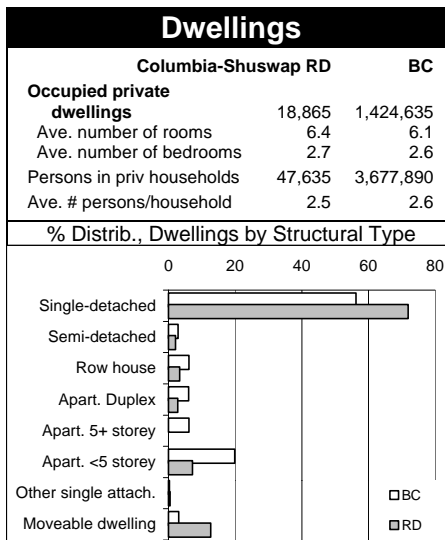 Dwellings
Columbia-Shuswap RD BC
Occupied private
dwellings 18,865 1,424,635
Ave. number of rooms 6.4 6.1
Ave. number of bedrooms 2.7 2.6
Persons in priv households 47,635 3,677,890
Ave. # persons/household 2.5 2.6
% Distrib., Dwellings by Structural Type
0 20 40 60 80
Single-detached
Semi-detached
Row house
Apart. Duplex
Apart. 5+ storey
Apart. <5 storey
Other single attach.
Moveable dwelling
BC
RD